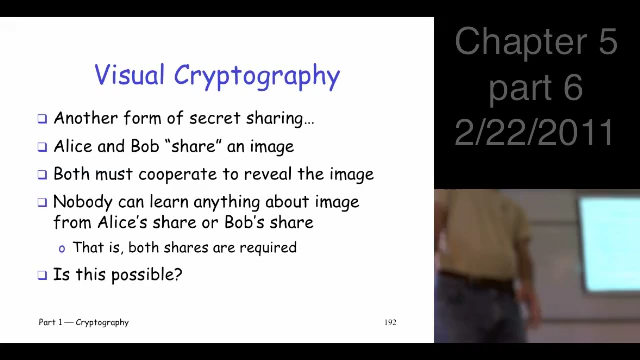 Visual Cryptography
Another form of secret sharing…
Alice and Bob “share” an image
Both must cooperate to reveal the image
Nobody can learn anything about image
from Alice’s share or Bob’s share
That is, both shares are required
Is this possible?
Part 1 — Cryptography
192
Chapter 5
part 6
2/22/2011